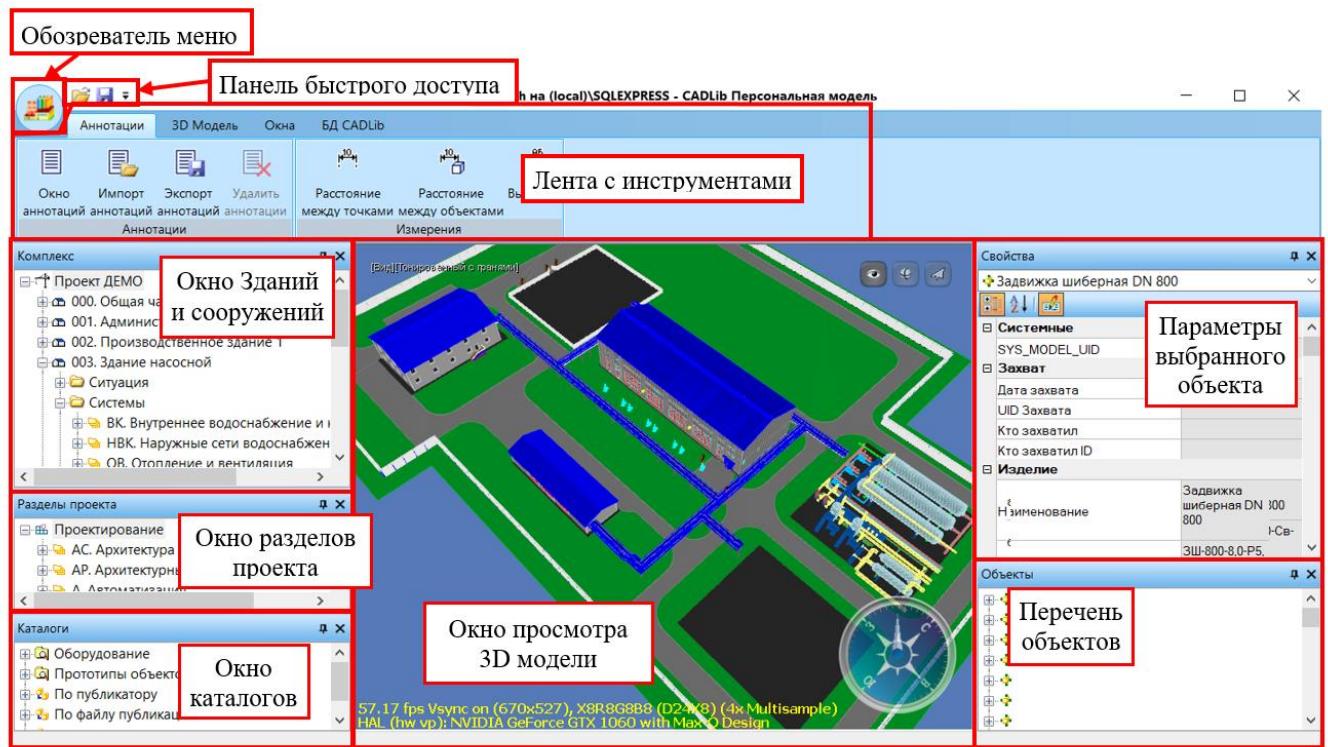 Обозреватель меню
Панель быстрого доступа
h на (local)\SQLEXPRESS - CADLib Персональная модель
Аннотации 3D Модель Окна БД CADLib
Окно аннотаций
Импорт аннотаций
Экспорт аннотаций
Удалить аннотации
Расстояние между точками
Расстояние между объектами
Лента с инструментами
Аннотации
Измерения
Комплекс
Проект ДЕМО
000. Общая ча
001. Админист
002. Производственное здание 1
003. Здание насосной
Ситуация
Системы
ВК. Внутреннее водоснабжение и
НВК. Наружные сети водоснабжен
ОВ. Отопление и вентиляция
Окно Зданий
и сооружений
Разделы проекта
Проектирование
АС. Архитектура
АР. Архитектурн
А. Автоматизация
Окно разделов
проекта
Каталоги
Оборудование
Прототипы объекто
По публикатору
По файлу публикац
Окно
каталогов
[Вид][Тонированный с гранями]
Окно просмотра
3D модели
57.17 fps Vsync on (670x527), X8R8G8B8 (D24X8) (4x Multisample)
HAL (hw vp): NVIDIA GeForce GTX 1060 with Max Q Design
Свойства
Задвижка шиберная DN 800
Системные
SYS_MODEL_UID
Захват
Дата захвата
UID Захвата
Кто захватил
Кто захватил ID
Изделие
Наименование
Задвижка
шиберная DN
800
ЗШ-800-8,0-Р5,
Параметры
выбранного
объекта
Объекты
Перечень
объектов